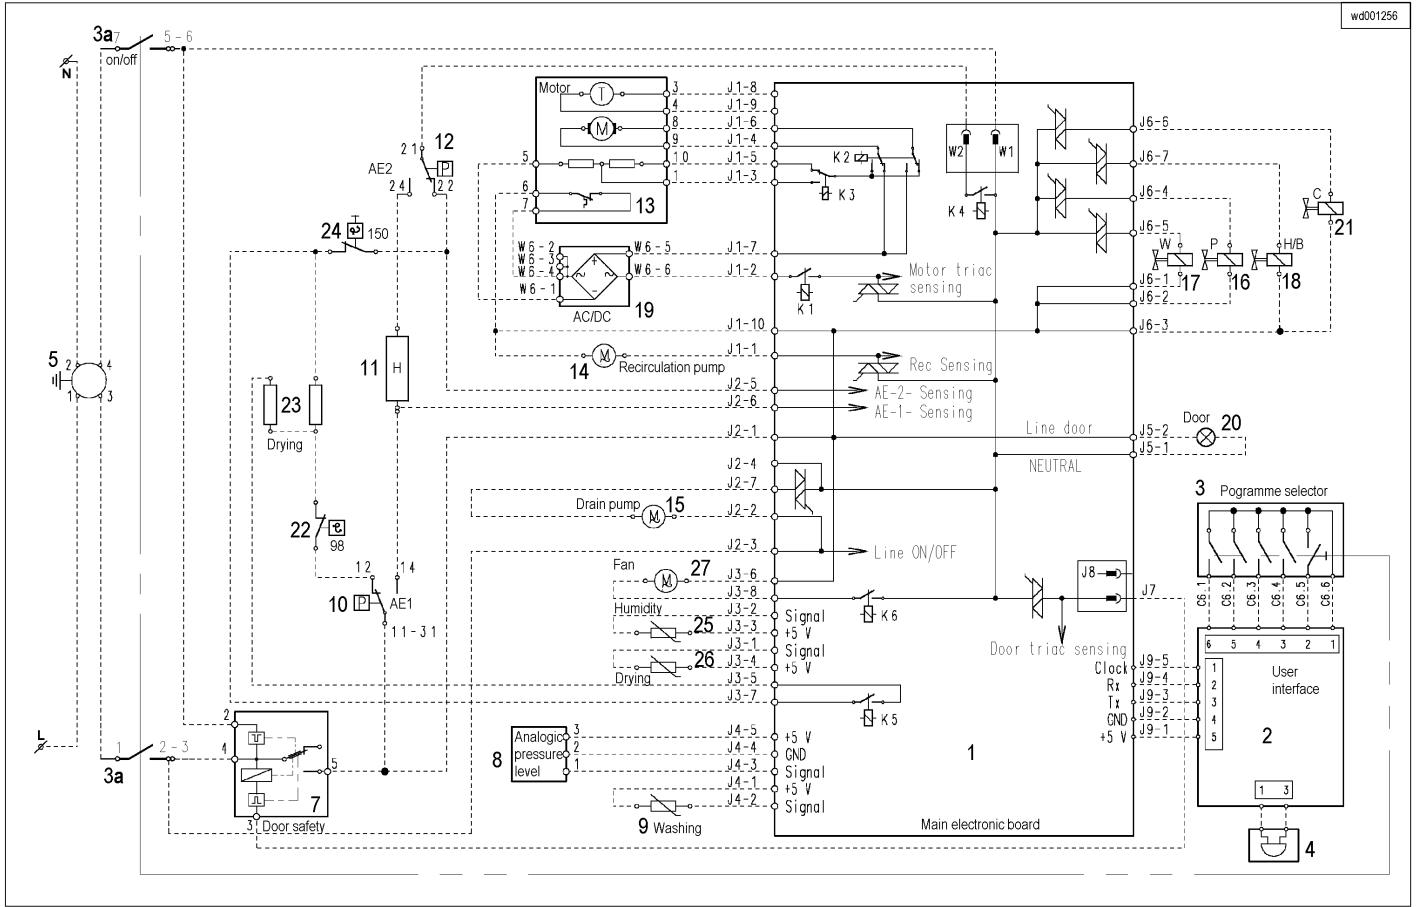 wd001256
3a 7 5-6
on/off
N
Motor
T
M
3 J1-8
4 J1-9
8 J1-6
9 J1-4
5 10 J1-5
1 J1-3
6
7
13
K2
K3
W2 W1
K4
J6-6
J6-7
J6-4
J6-5
C
21
W P H/B
17 16 18
J6-1
J6-2
J6-3
12
21
P
AE2
24 22
24 150
W6-2
W6-3
W6-4
W6-1
W6-5 J1-7
W6-6 J1-2
19
AC/DC
K1
Motor triac
sensing
J1-10
J1-1
M
14 Recirculation pump
Rec Sensing
J2-5 AE-2- Sensing
J2-6 AE-1- Sensing
11 H
B
5 2 4
1 3
23
Drying
J2-1 Line door J5-2
NEUTRAL J5-1
Door 20
J2-4
J2-7
J2-2
Drain pump 15
M
J2-3 Line ON/OFF
22
98
12 14
10 P AE1
11-31
Fan 27
M
J3-6
J3-8
K6
Humidity
25
J3-2 Signal
J3-3 +5 V
26
Drying
J3-1 Signal
J3-4 +5 V
J3-5
J3-7
K5
J8
J7
Door triac sensing
3 Pogramme selector
C6.1 C6.2 C6.3 C6.4 C6.5 C6.6
6 5 4 3 2 1
User
interface
1
2
3
4
5
2
1 3
4
Clock J9-5
Rx J9-4
Tx J9-3
GND J9-2
+5 V J9-1
L
1 2-3
3a
2
4
5
7
3 Door safety
8
Analogic
pressure
level
3 J4-5 +5 V
2 J4-4 GND
1 J4-3 Signal
J4-1 +5 V
J4-2 Signal
9 Washing
1
Main electronic board